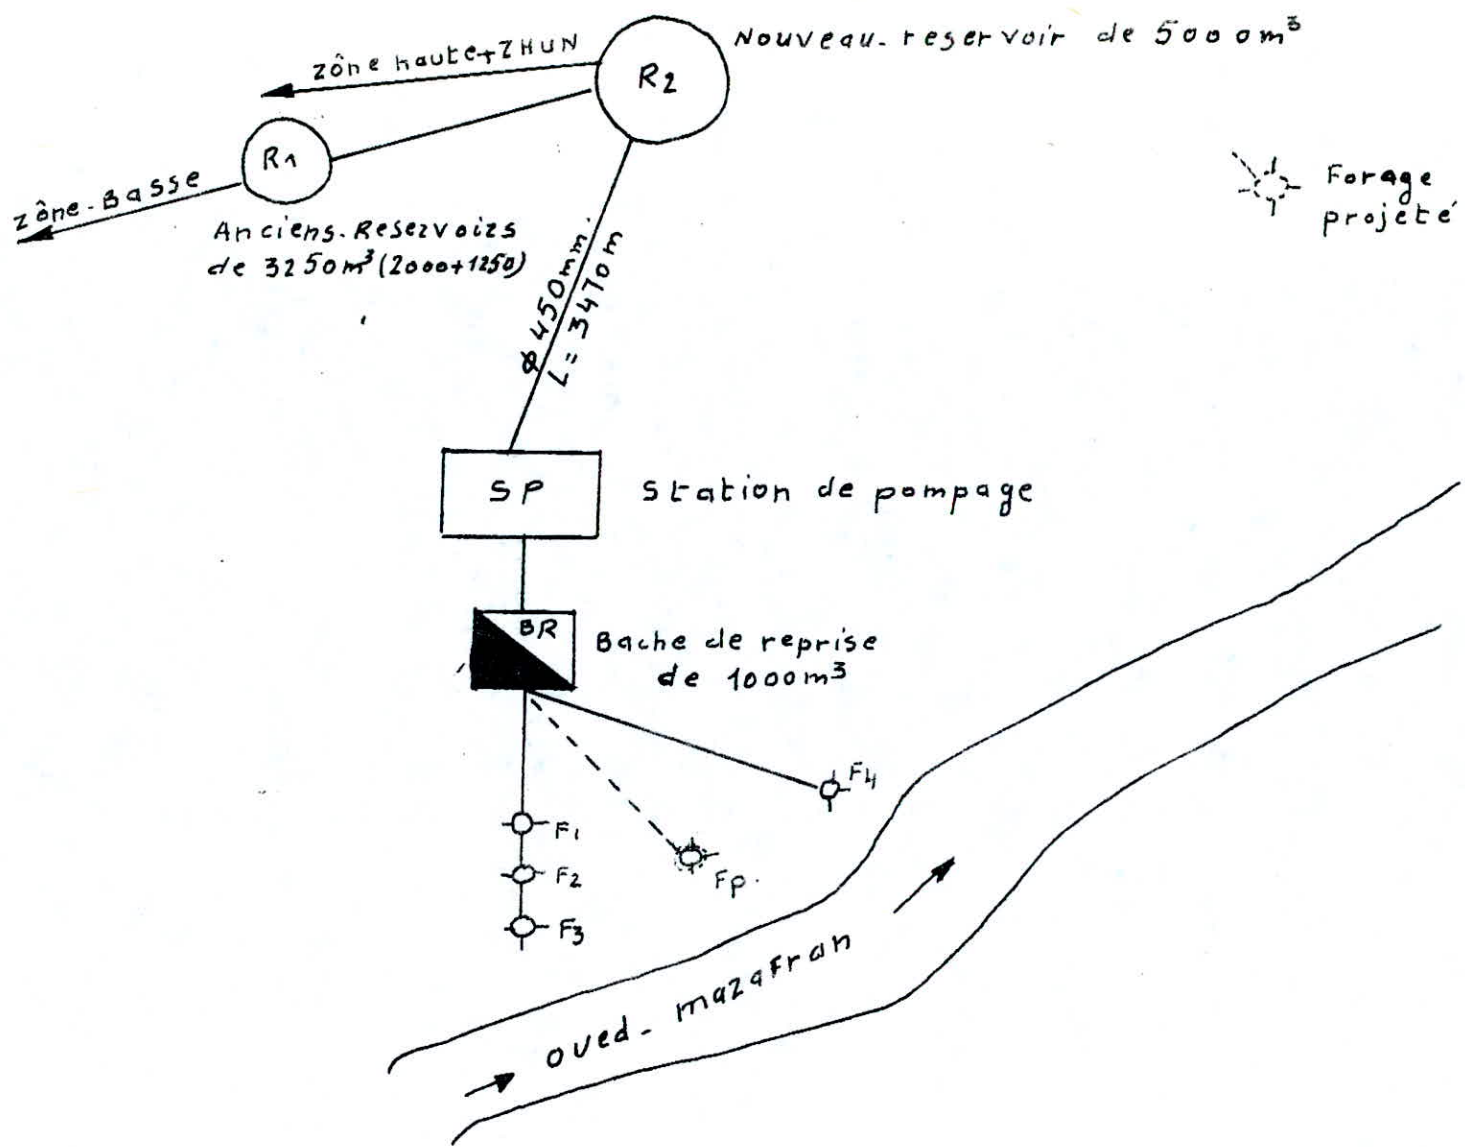 Nouveau-reservoir de 5000m³
zône haute+ZHUN
R2
R1
zône-Basse
Anciens-Reservoirs
de 3250m³(2000+1250)
Forage
projeté
ø 450mm
L= 3470m
SP
Station de pompage
BR
Bache de reprise
de 1000m³
F4
F1
Fp.
F2
F3
oued-mazafran